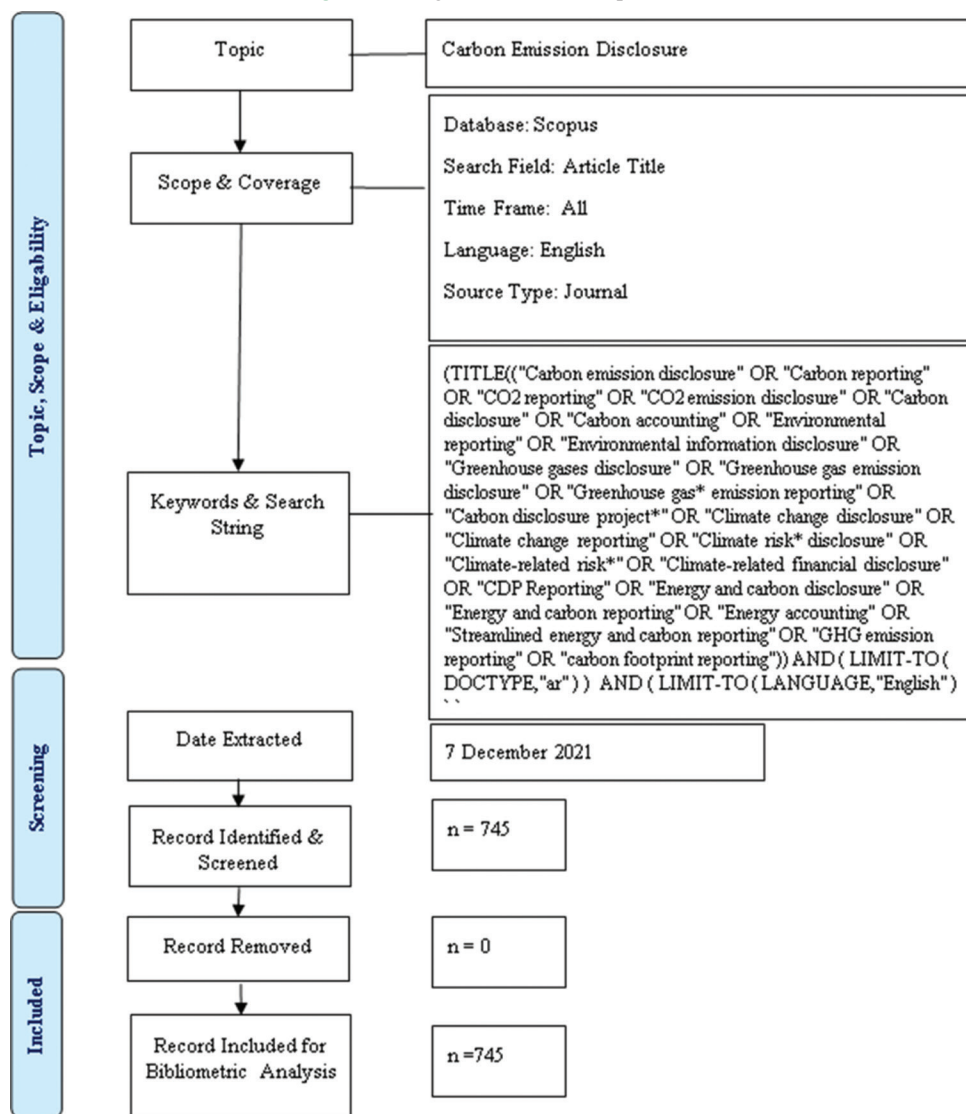 Topic, Scope & Eligability
Topic
Carbon Emission Disclosure
Scope & Coverage
Database: Scopus
Search Field: Article Title
Time Frame: All
Language: English
Source Type: Journal
Keywords & Search
String
(TITLE(("Carbon emission disclosure" OR "Carbon reporting"
OR "CO2 reporting" OR "CO2 emission disclosure" OR "Carbon
disclosure" OR "Carbon accounting" OR "Environmental
reporting" OR "Environmental information disclosure" OR
"Greenhouse gases disclosure" OR "Greenhouse gas emission
disclosure" OR "Greenhouse gas* emission reporting" OR
"Carbon disclosure project*" OR "Climate change disclosure" OR
"Climate change reporting" OR "Climate risk* disclosure" OR
"Climate-related risk*" OR "Climate-related financial disclosure"
OR "CDP Reporting" OR "Energy and carbon disclosure" OR
"Energy and carbon reporting" OR "Energy accounting" OR
"Streamlined energy and carbon reporting" OR "GHG emission
reporting" OR "carbon footprint reporting")) AND ( LIMIT-TO (
DOCTYPE,"ar" ) ) AND ( LIMIT-TO ( LANGUAGE,"English" )
` `
Screening
Date Extracted
7 December 2021
Record Identified &
Screened
n = 745
Included
Record Removed
n = 0
Record Included for
Bibliometric Analysis
n =745